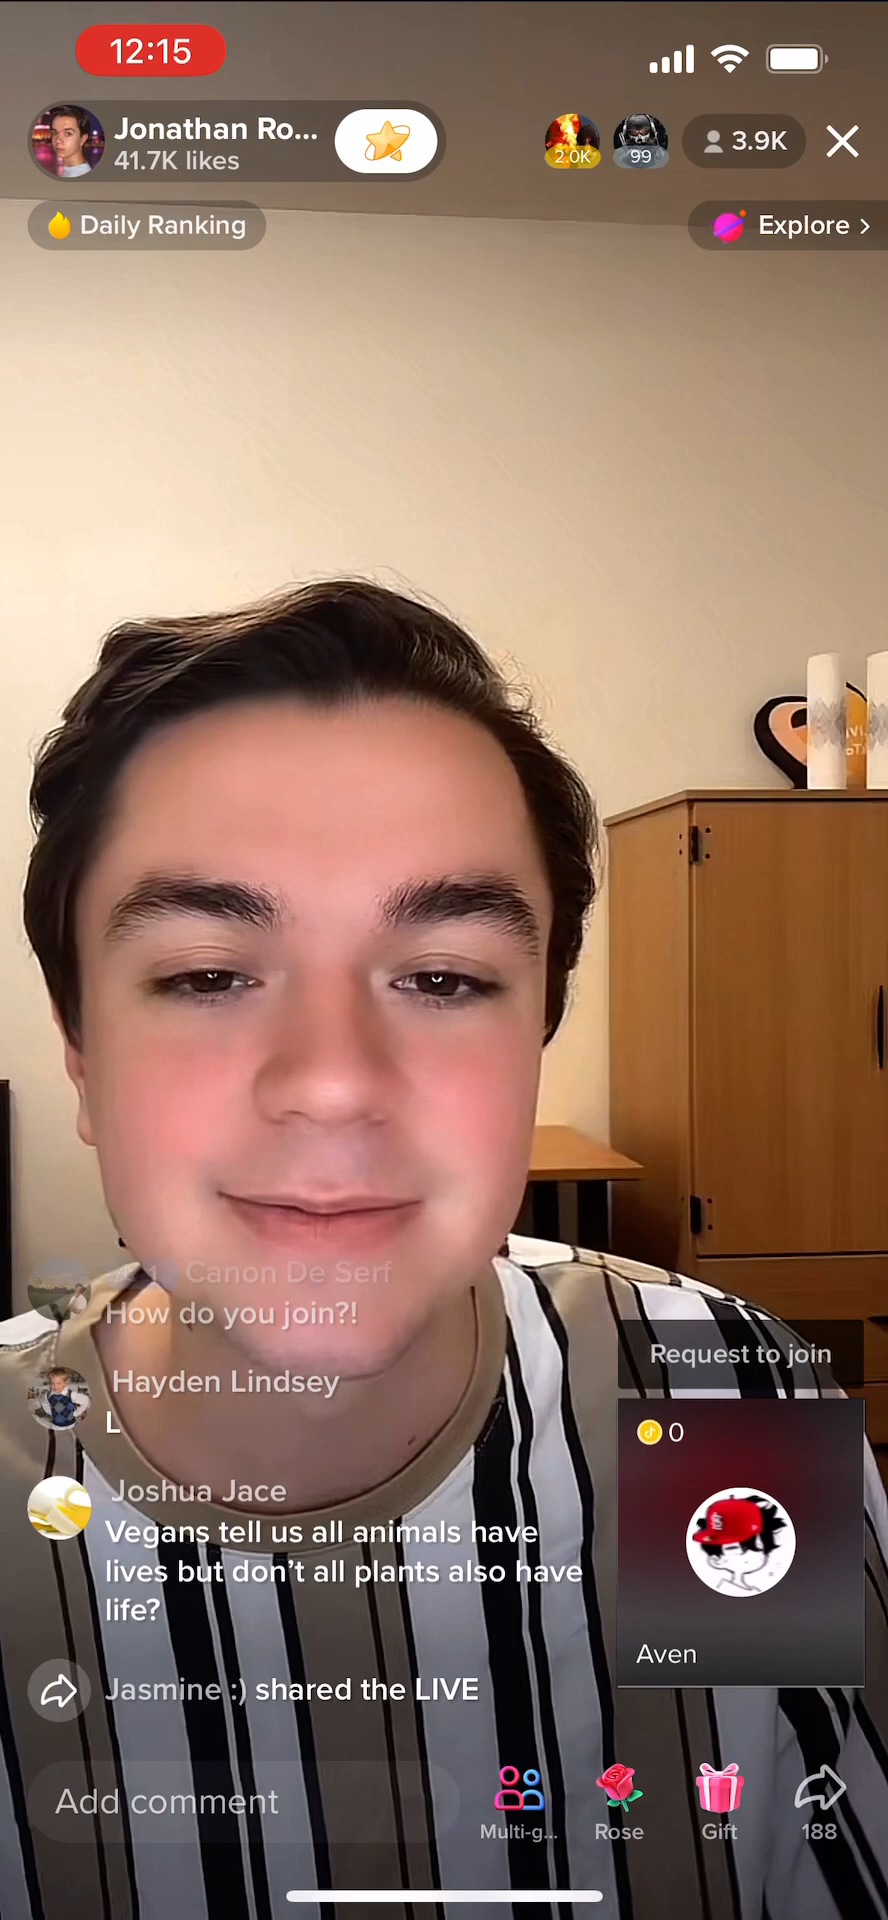 12:15
Jonathan Ro...
41.7K likes
2.0K
99
3.9K
Daily Ranking
Explore >
Canon De Serf
How do you join?!
Hayden Lindsey
L
Joshua Jace
Vegans tell us all animals have
lives but don't all plants also have
life?
Jasmine :) shared the LIVE
Request to join
0
Aven
Add comment
Multi-g...
Rose
Gift
188